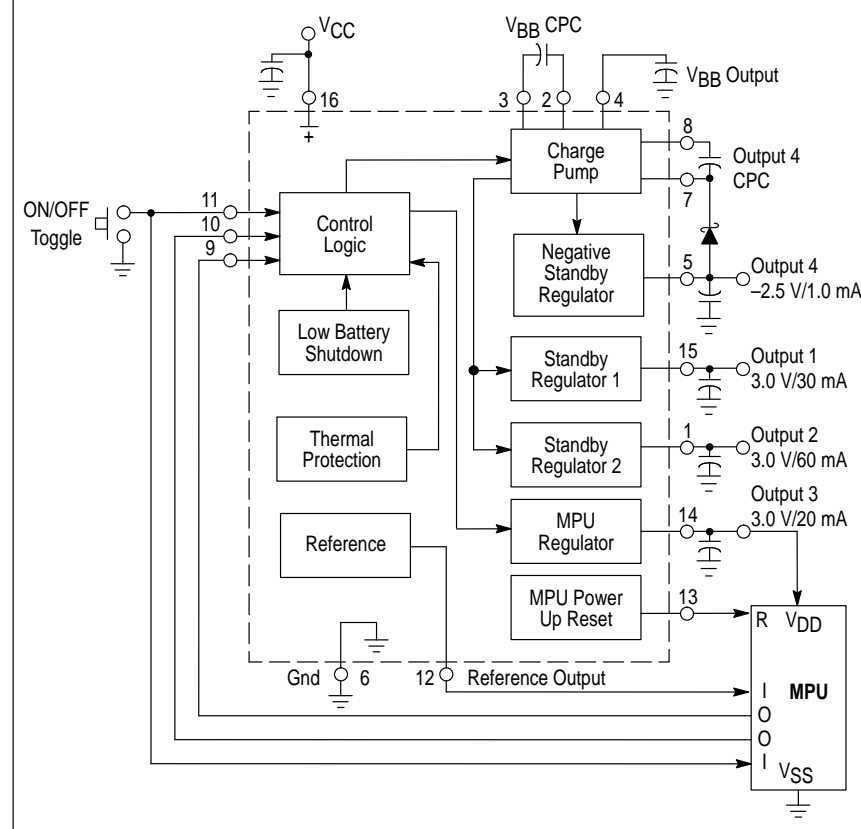 VCC
VBB CPC
VBB Output
16
3
2
4
+
8
Charge
Pump
Output 4
CPC
7
ON/OFF
Toggle
11
10
9
Control
Logic
Negative
Standby
Regulator
5
Output 4
–2.5 V/1.0 mA
Low Battery
Shutdown
Standby
Regulator 1
15
Output 1
3.0 V/30 mA
Thermal
Protection
Standby
Regulator 2
1
Output 2
3.0 V/60 mA
Reference
MPU
Regulator
14
Output 3
3.0 V/20 mA
MPU Power
Up Reset
13
R
VDD
Gnd
6
12
Reference Output
I
MPU
O
O
I
VSS